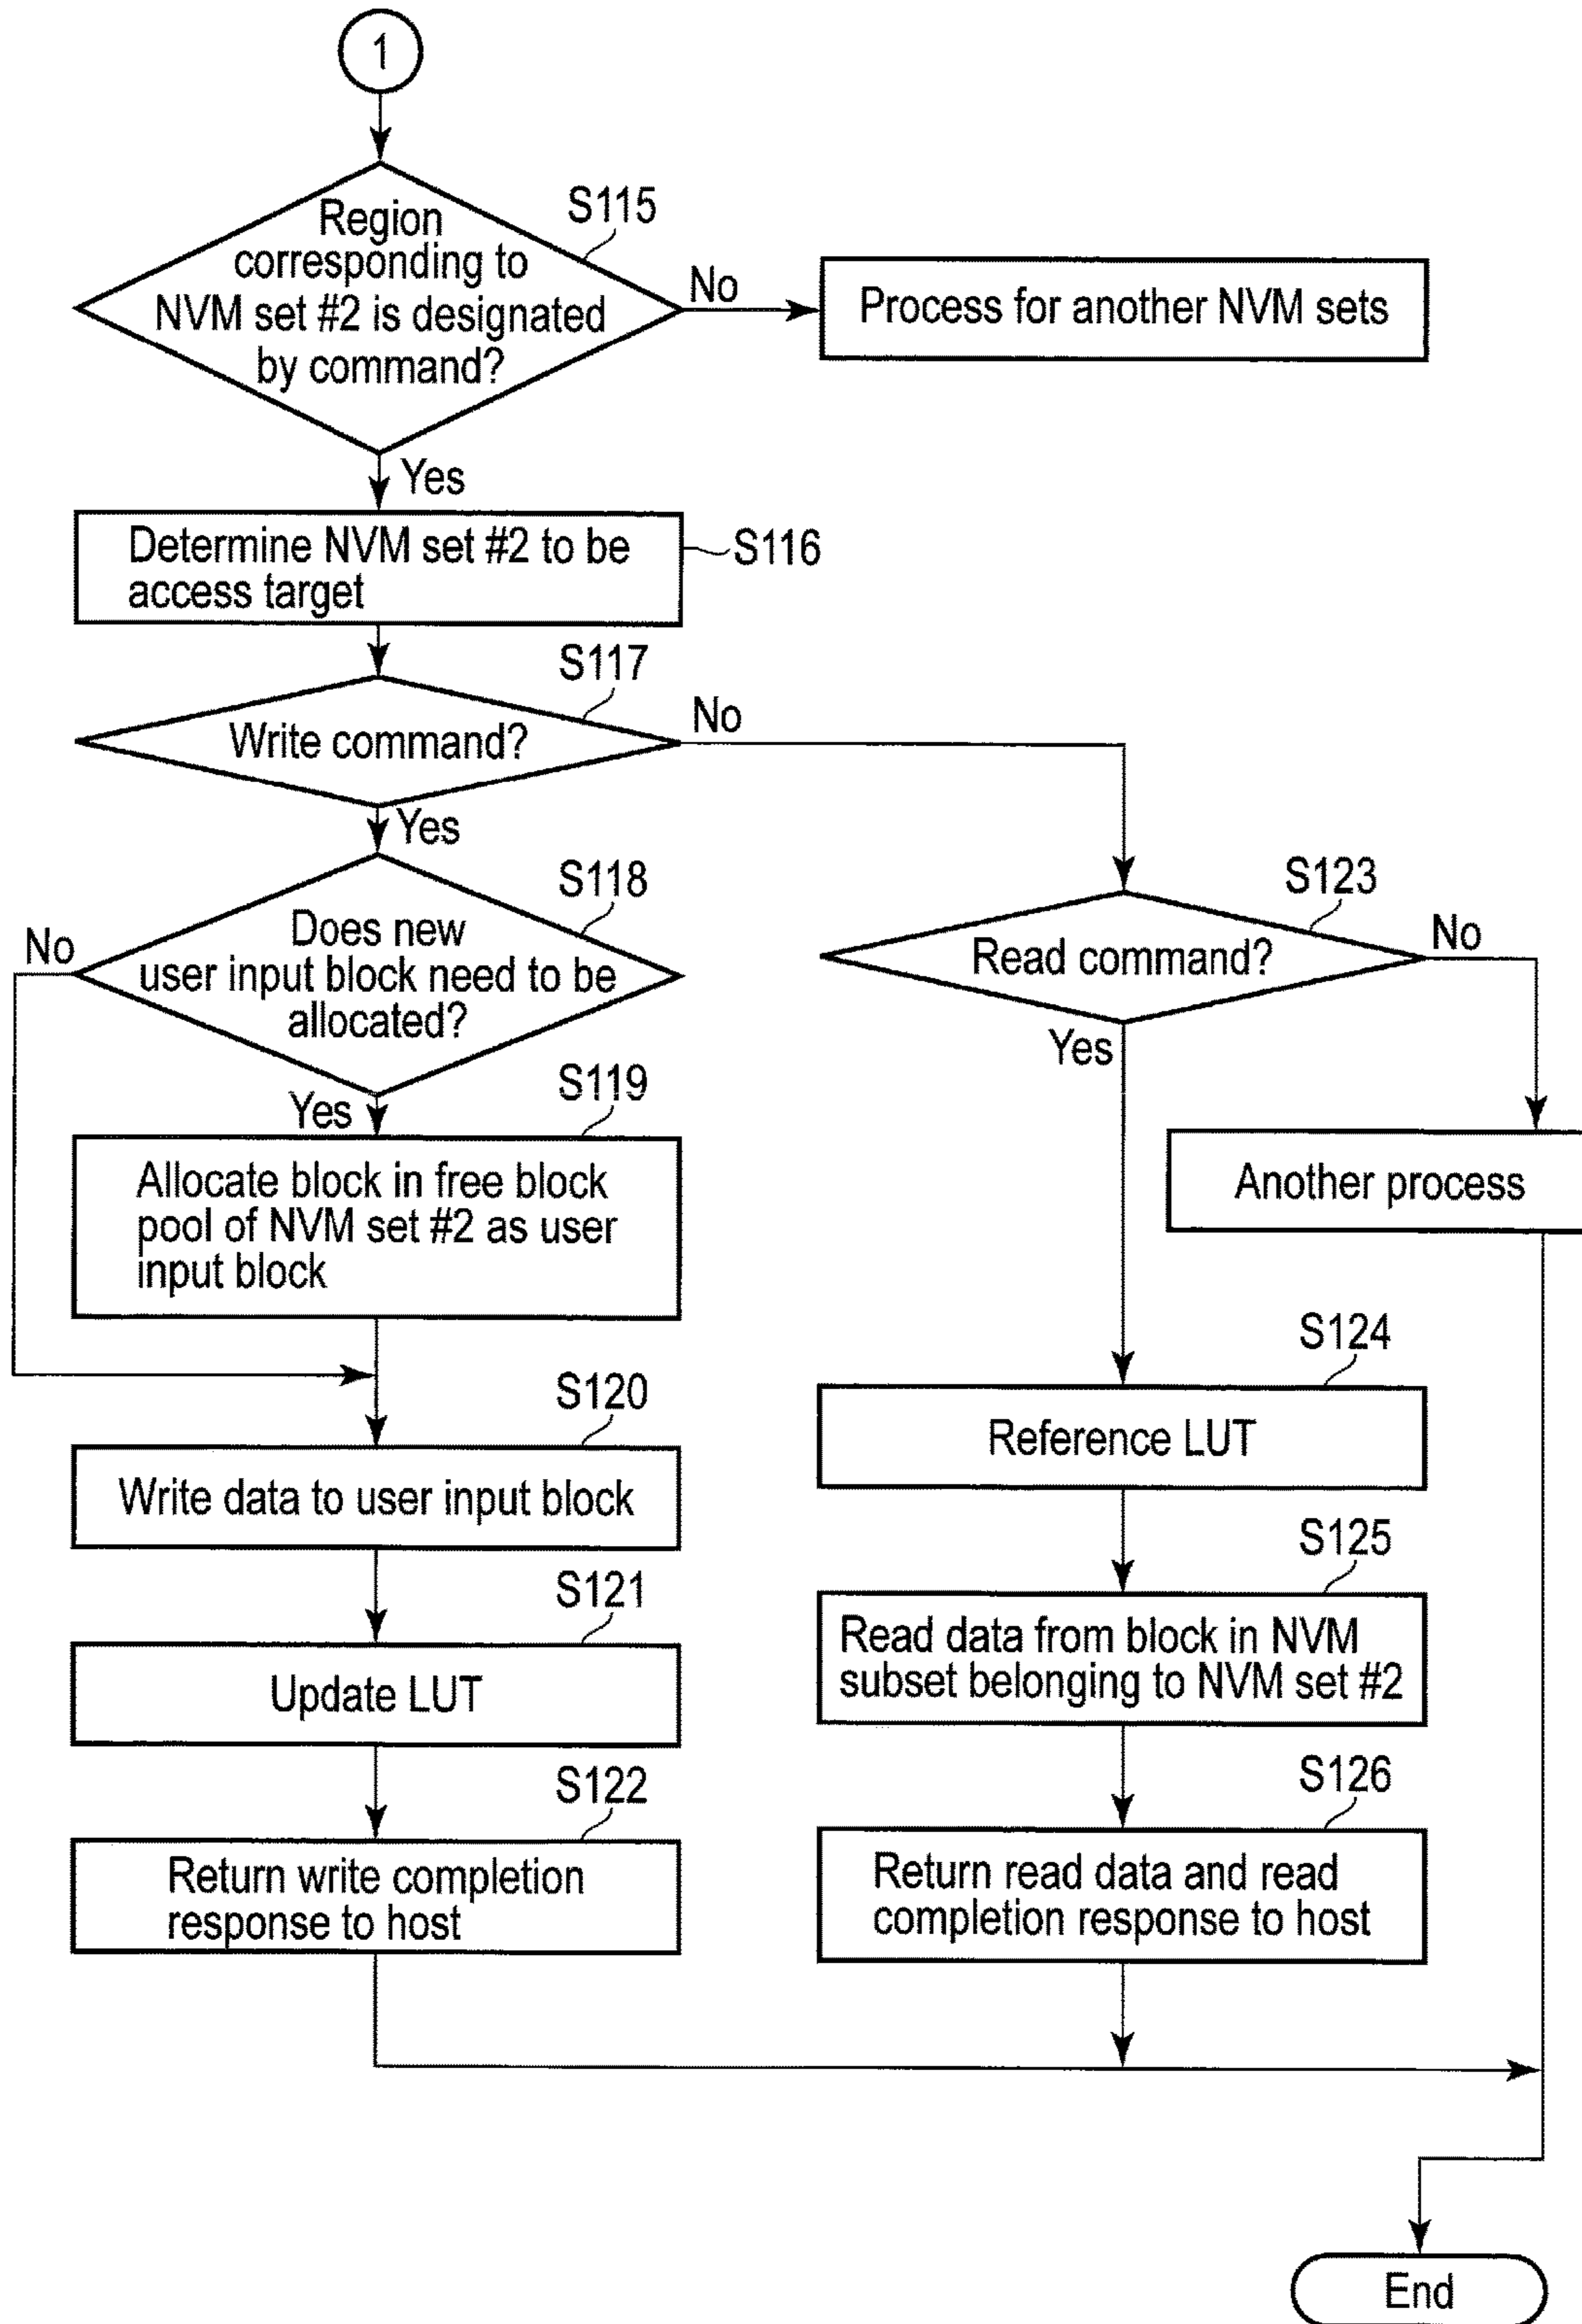 1
Region
corresponding to
NVM set #2 is designated
by command?
S115
No
Process for another NVM sets
Yes
Determine NVM set #2 to be
access target
S116
S117
Write command?
No
Yes
S118
Does new
user input block need to be
allocated?
No
Yes
S119
Allocate block in free block
pool of NVM set #2 as user
input block
S120
Write data to user input block
S121
Update LUT
S122
Return write completion
response to host
S123
Read command?
No
Yes
Another process
S124
Reference LUT
S125
Read data from block in NVM
subset belonging to NVM set #2
S126
Return read data and read
completion response to host
End